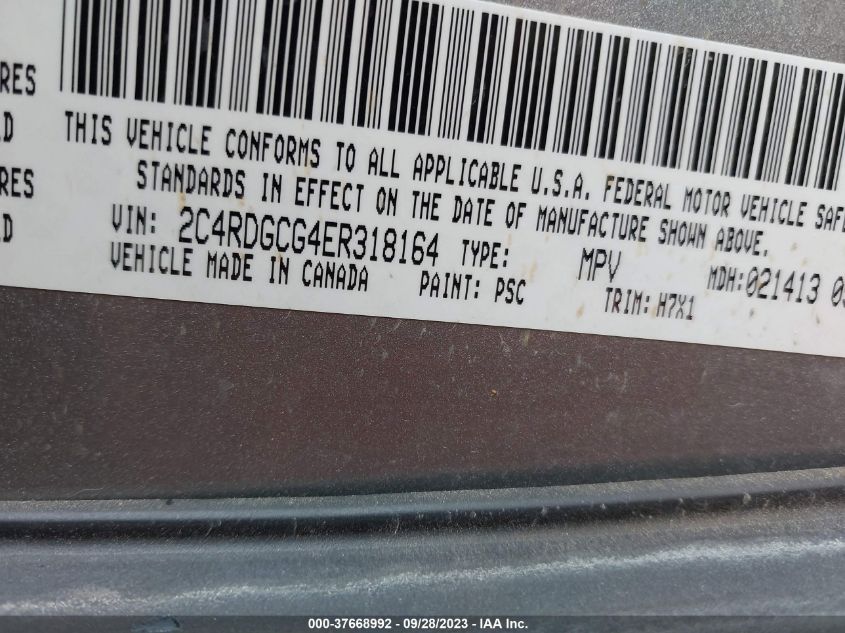 RES
THIS VEHICLE CONFORMS TO ALL APPLICABLE U.S.A. FEDERAL MOTOR VEHICLE SAFE
STANDARDS IN EFFECT ON THE DATE OF MANUFACTURE SHOWN ABOVE.
RES
VIN: 2C4RDGCG4ER318164 TYPE: MPV MDH:021413 03
D
VEHICLE MADE IN CANADA PAINT: PSC TRIM: H7X1
000-37668992 - 09/28/2023 - IAA Inc.